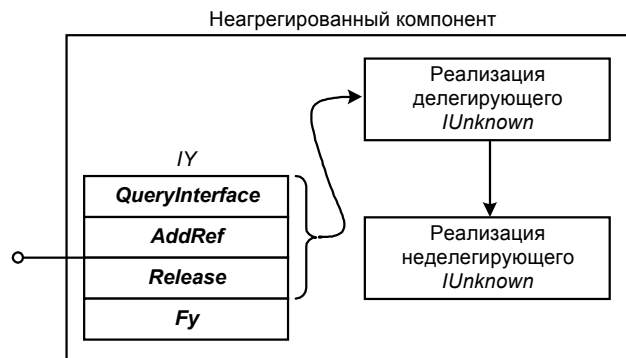 Неагрегированный компонент
Реализация
делегирующего
IUnknown
IY
QueryInterface
AddRef
Release
Fy
Реализация
неделегирующего
IUnknown